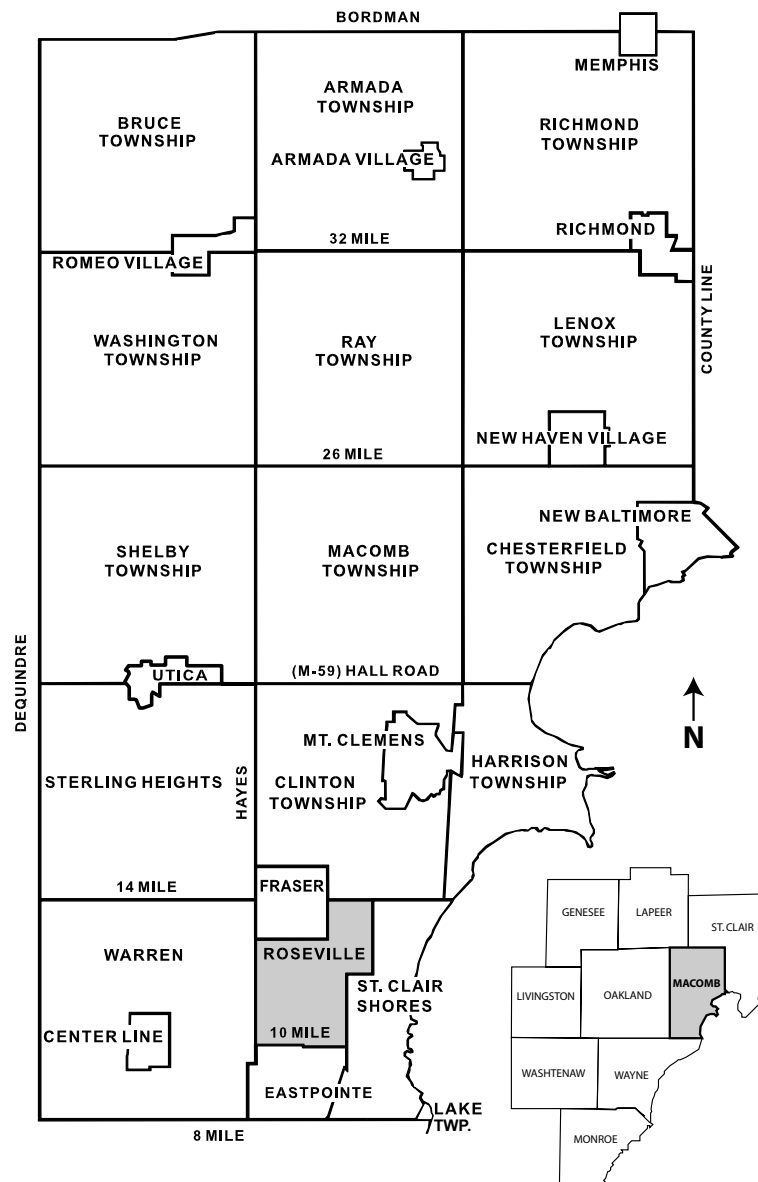 BORDMAN
MEMPHIS
ARMADA
TOWNSHIP
BRUCE
TOWNSHIP
RICHMOND
TOWNSHIP
ARMADA VILLAGE
RICHMOND
32 MILE
ROMEO VILLAGE
COUNTY LINE
WASHINGTON
TOWNSHIP
RAY
TOWNSHIP
LENOX
TOWNSHIP
NEW HAVEN VILLAGE
26 MILE
NEW BALTIMORE
SHELBY
TOWNSHIP
MACOMB
TOWNSHIP
CHESTERFIELD
TOWNSHIP
DEQUINDRE
UTICA
(M-59) HALL ROAD
N
MT. CLEMENS
STERLING HEIGHTS
HAYES
CLINTON
TOWNSHIP
HARRISON
TOWNSHIP
14 MILE
FRASER
WARREN
ROSEVILLE
ST. CLAIR
SHORES
CENTER LINE
10 MILE
EASTPOINTE
LAKE
TWP.
8 MILE
GENESEE
LAPEER
ST. CLAIR
LIVINGSTON
OAKLAND
MACOMB
WASHTENAW
WAYNE
MONROE